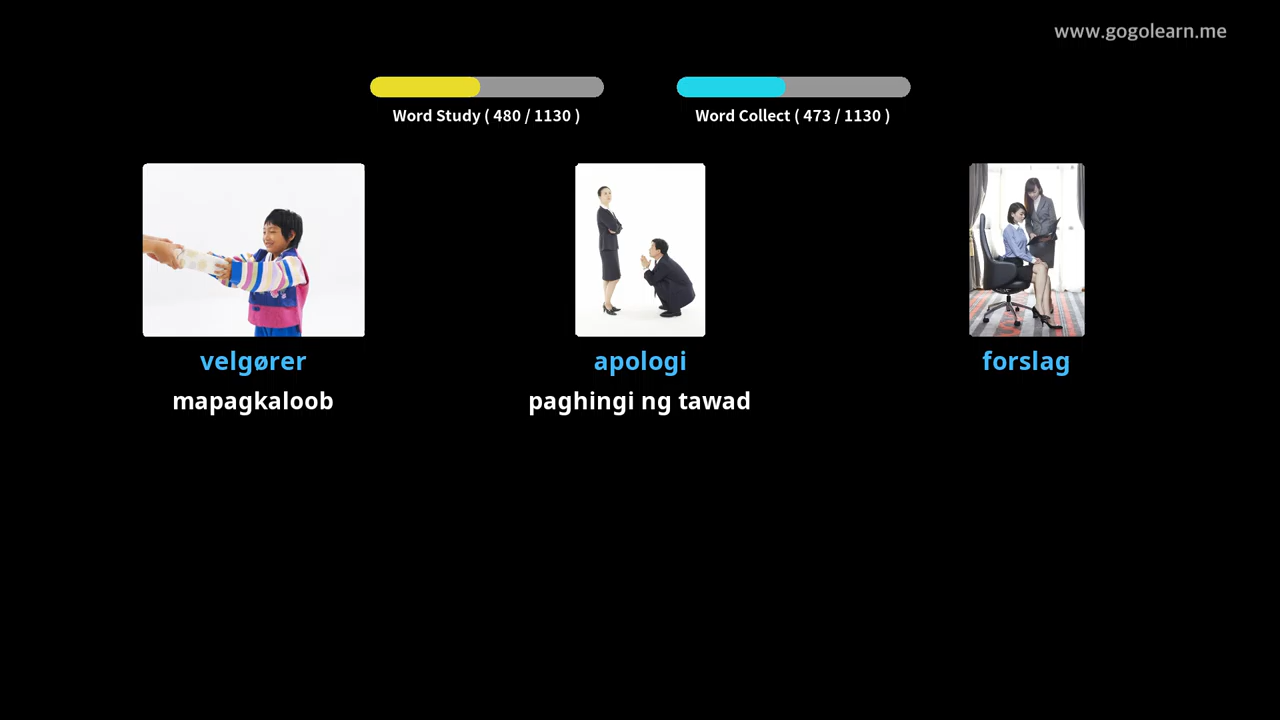 www.gogolearn.me
Word Study ( 480 / 1130 )
Word Collect ( 473 / 1130 )
velgører
apologi
forslag
mapagkaloob
paghingi ng tawad